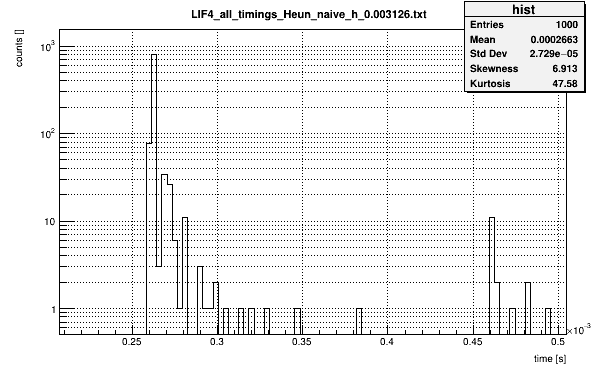 LIF4_all_timings_Heun_naive_h_0.003126.txt
hist
Entries 1000
Mean 0.0002663
Std Dev 2.729e−05
Skewness 6.913
Kurtosis 47.58
counts []
10³
10²
10
1
0.25 0.3 0.35 0.4 0.45 0.5
×10⁻³
time [s]